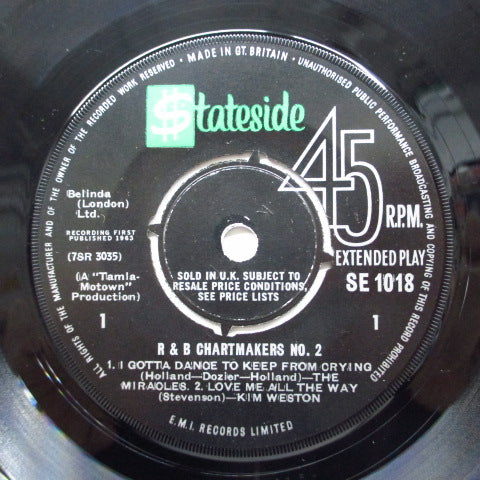 ALL RIGHTS OF THE MANUFACTURER AND OF THE OWNER OF THE RECORDED WORK RESERVED • MADE IN GT. BRITAIN • UNAUTHORISED PUBLIC PERFORMANCE BROADCASTING AND COPYING OF THIS RECORD PROHIBITED
$tateside
45
R.P.M.
EXTENDED PLAY
SE 1018
Belinda
(London)
Ltd.
RECORDING FIRST
PUBLISHED 1963
(7SR 3035)
(A "Tamla-
Motown"
Production)
SOLD IN U.K. SUBJECT TO
RESALE PRICE CONDITIONS,
SEE PRICE LISTS
1
1
R & B CHARTMAKERS NO. 2
1. I GOTTA DANCE TO KEEP FROM CRYING
(Holland—Dozier—Holland)—THE
MIRACLES. 2. LOVE ME ALL THE WAY
(Stevenson)—KIM WESTON
E.M.I. RECORDS LIMITED